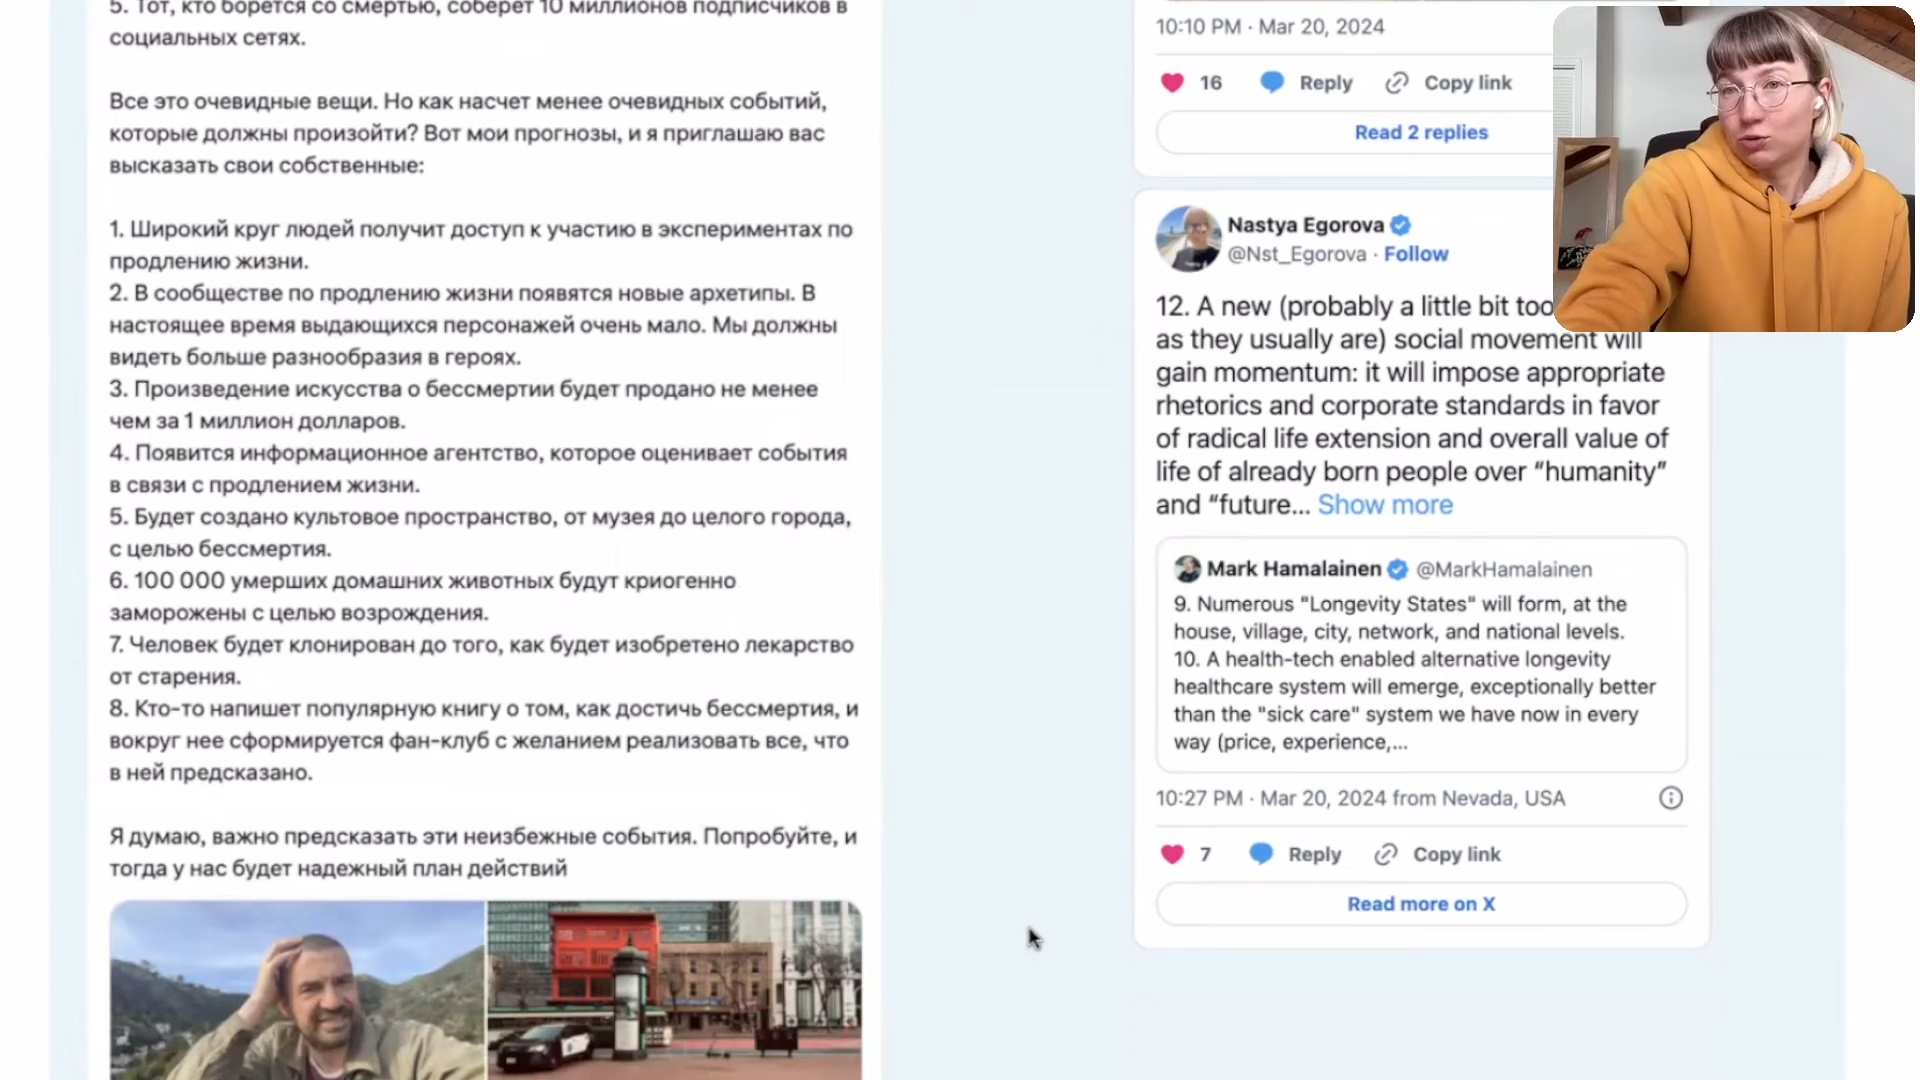 5. Тот, кто борется со смертью, соберет 10 миллионов подписчиков в
социальных сетях.
Все это очевидные вещи. Но как насчет менее очевидных событий,
которые должны произойти? Вот мои прогнозы, и я приглашаю вас
высказать свои собственные:
1. Широкий круг людей получит доступ к участию в экспериментах по
продлению жизни.
2. В сообществе по продлению жизни появятся новые архетипы. В
настоящее время выдающихся персонажей очень мало. Мы должны
видеть больше разнообразия в героях.
3. Произведение искусства о бессмертии будет продано не менее
чем за 1 миллион долларов.
4. Появится информационное агентство, которое оценивает события
в связи с продлением жизни.
5. Будет создано культовое пространство, от музея до целого города,
с целью бессмертия.
6. 100 000 умерших домашних животных будут криогенно
заморожены с целью возрождения.
7. Человек будет клонирован до того, как будет изобретено лекарство
от старения.
8. Кто-то напишет популярную книгу о том, как достичь бессмертия, и
вокруг нее сформируется фан-клуб с желанием реализовать все, что
в ней предсказано.
Я думаю, важно предсказать эти неизбежные события. Попробуйте, и
тогда у нас будет надежный план действий
10:10 PM · Mar 20, 2024
16 Reply Copy link
Read 2 replies
Nastya Egorova
@Nst_Egorova · Follow
12. A new (probably a little bit too
as they usually are) social movement will
gain momentum: it will impose appropriate
rhetorics and corporate standards in favor
of radical life extension and overall value of
life of already born people over “humanity”
and “future... Show more
Mark Hamalainen @MarkHamalainen
9. Numerous "Longevity States" will form, at the
house, village, city, network, and national levels.
10. A health-tech enabled alternative longevity
healthcare system will emerge, exceptionally better
than the "sick care" system we have now in every
way (price, experience,...
10:27 PM · Mar 20, 2024 from Nevada, USA
7 Reply Copy link
Read more on X